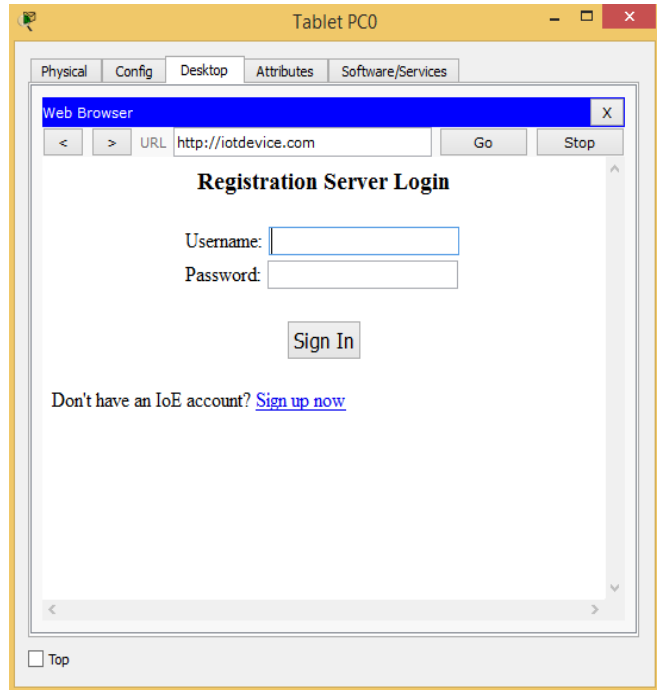 Tablet PC0
Physical Config Desktop Attributes Software/Services
Web Browser X
< > URL http://iotdevice.com Go Stop
Registration Server Login
Username:
Password:
Sign In
Don't have an IoE account? Sign up now
Top